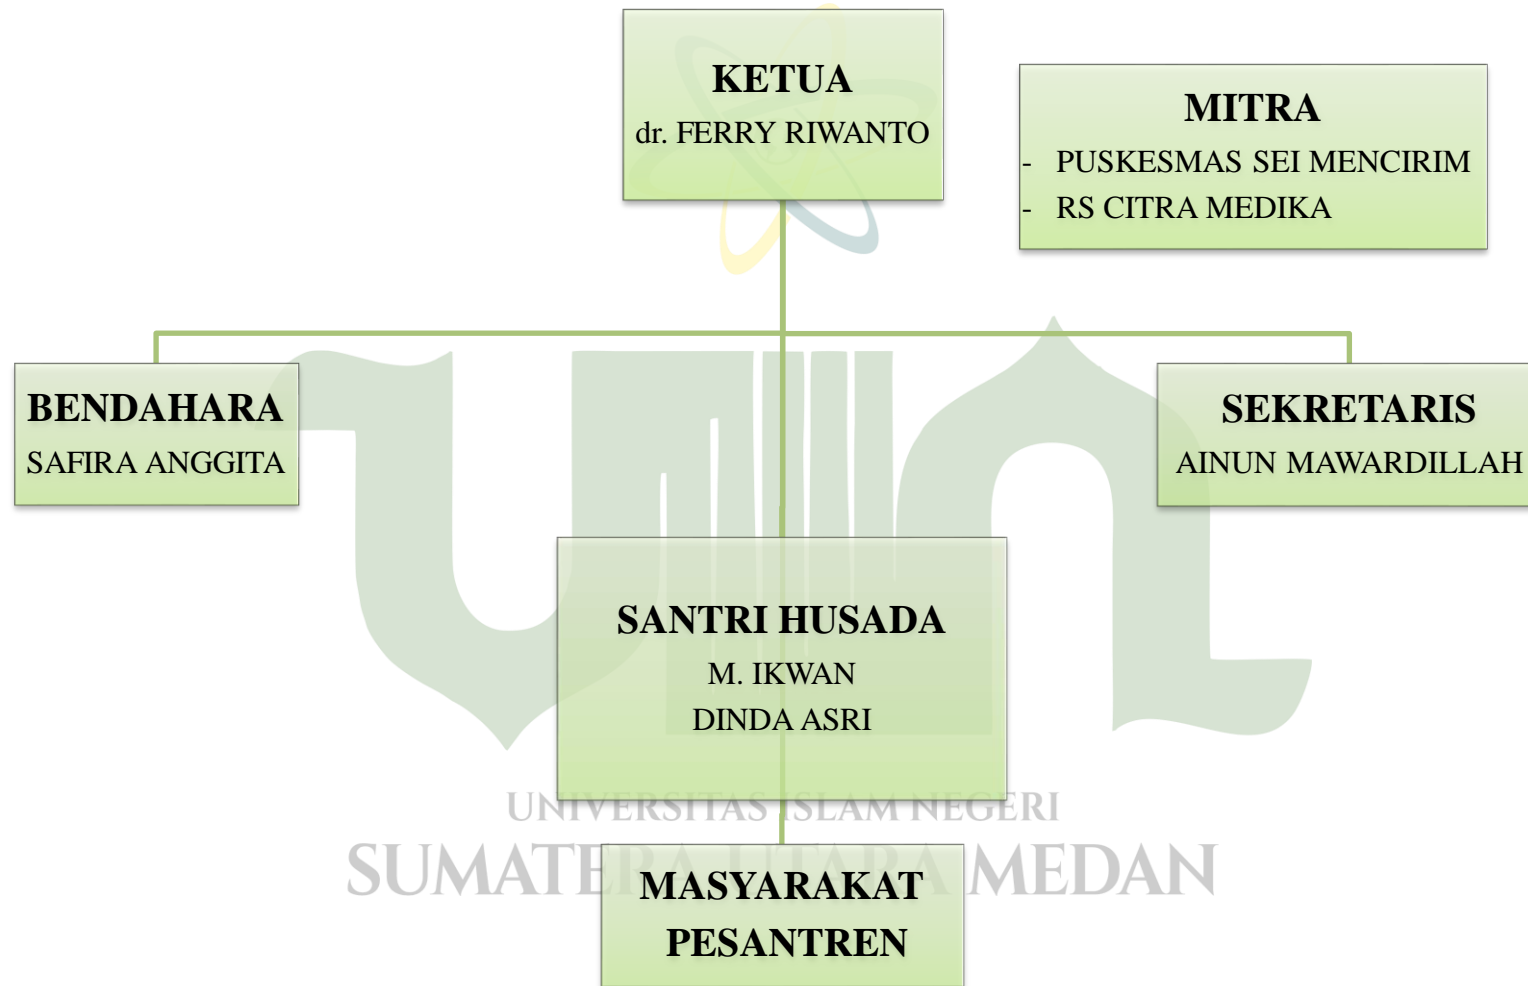 KETUA
dr. FERRY RIWANTO
MITRA
- PUSKESMAS SEI MENCIRIM
- RS CITRA MEDIKA
BENDAHARA
SAFIRA ANGGITA
SEKRETARIS
AINUN MAWARDILLAH
SANTRI HUSADA
M. IKWAN
DINDA ASRI
UNIVERSITAS ISLAM NEGERI
SUMATERA UTARA MEDAN
MASYARAKAT
PESANTREN